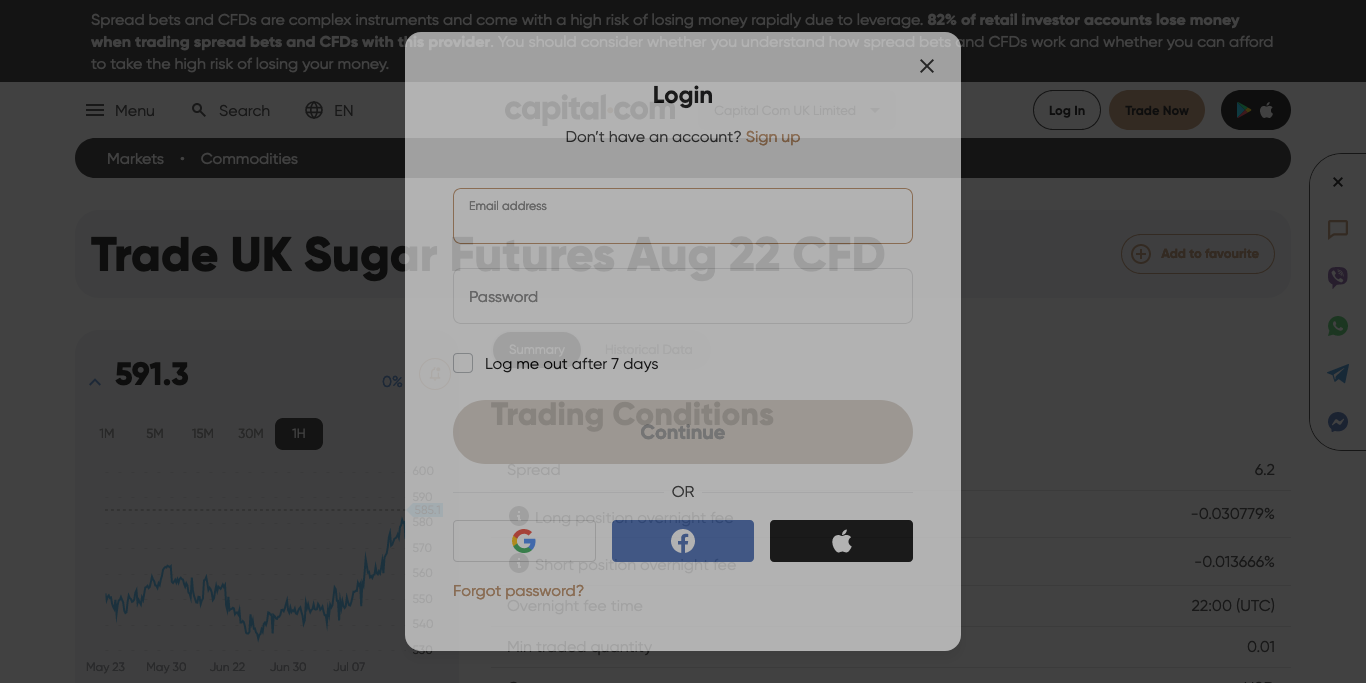 Spread bets and CFDs are complex instruments and come with a high risk of losing money rapidly due to leverage. 82% of retail investor accounts lose money
when trading spread bets and CFDs with this provider. You should consider whether you understand how spread bets and CFDs work and whether you can afford
to take the high risk of losing your money.
Login
Menu
Search
EN
capital.com
Capital Com UK Limited
Log In
Trade Now
Don't have an account? Sign up
Markets • Commodities
Email address
Trade UK Sugar Futures Aug 22 CFD
Add to favourite
Password
Summary
Historical Data
Log me out after 7 days
591.3
0%
1M
5M
15M
30M
1H
Trading Conditions
Continue
Spread
6.2
OR
Long position overnight fee
-0.030779%
Short position overnight fee
-0.013666%
Forgot password?
Overnight fee time
22:00 (UTC)
Min traded quantity
0.01
600
590
585.1
580
570
560
550
540
530
May 23
May 30
Jun 22
Jun 30
Jul 07